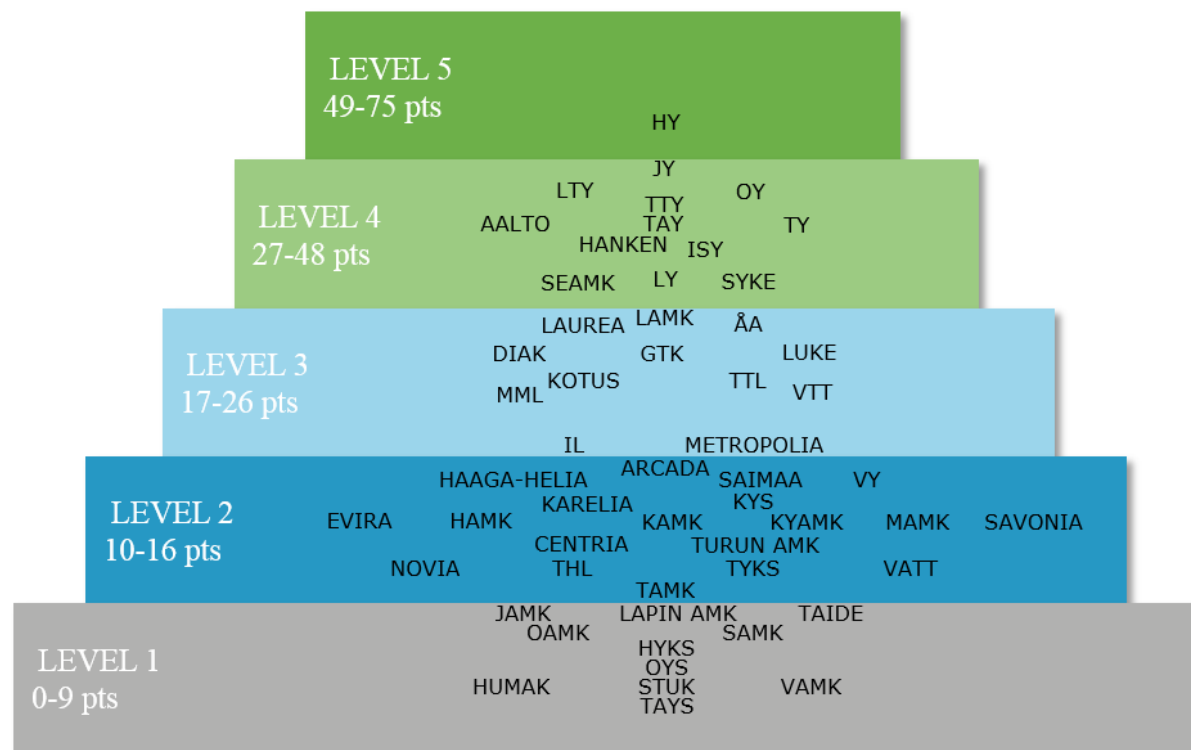 LEVEL 5
49-75 pts
HY
JY
LTY
OY
TTY
LEVEL 4
27-48 pts
AALTO
TAY
TY
HANKEN
ISY
SEAMK
LY
SYKE
LAMK
LAUREA
ÅA
LEVEL 3
17-26 pts
DIAK
GTK
LUKE
KOTUS
TTL
MML
VTT
IL
METROPOLIA
ARCADA
HAAGA-HELIA
SAIMAA
VY
KARELIA
KYS
LEVEL 2
10-16 pts
EVIRA
HAMK
KAMK
KYAMK
MAMK
SAVONIA
CENTRIA
TURUN AMK
NOVIA
THL
TYKS
VATT
TAMK
JAMK
LAPIN AMK
TAIDE
OAMK
SAMK
HYKS
LEVEL 1
0-9 pts
OYS
HUMAK
STUK
VAMK
TAYS